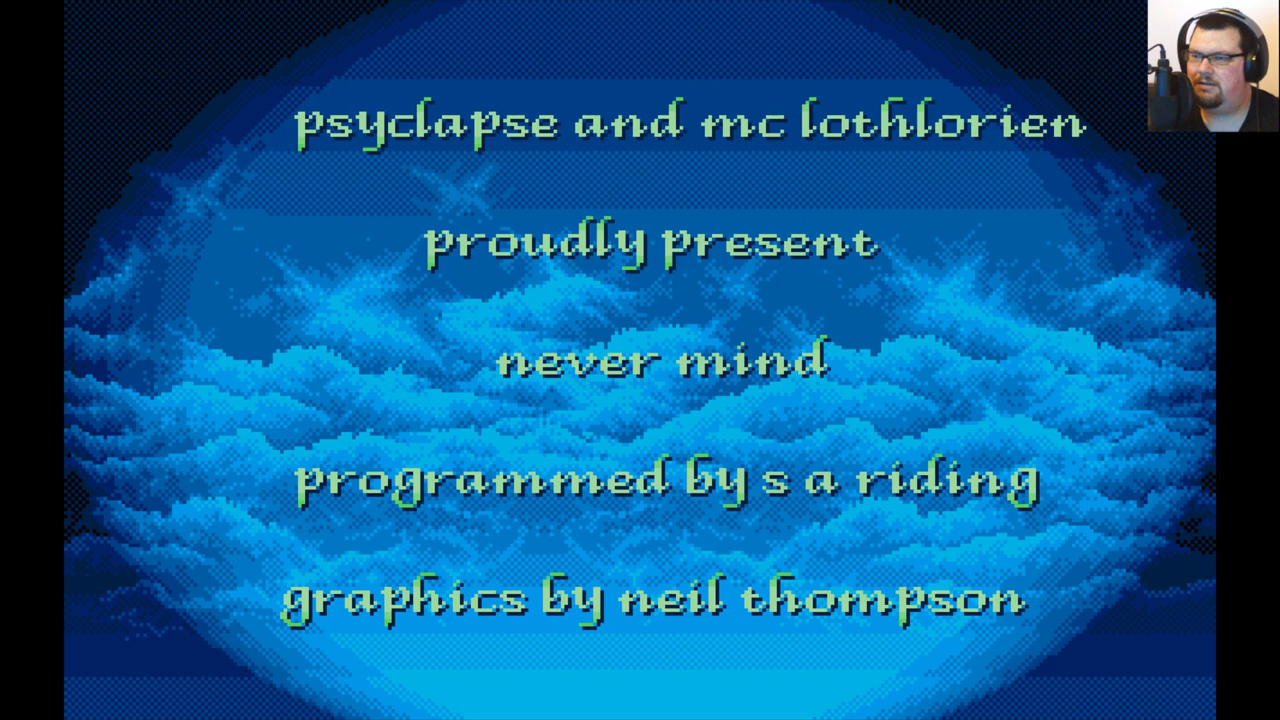 psyclapse and mc lothlorien
proudly present
never mind
programmed by s a riding
graphics by neil thompson